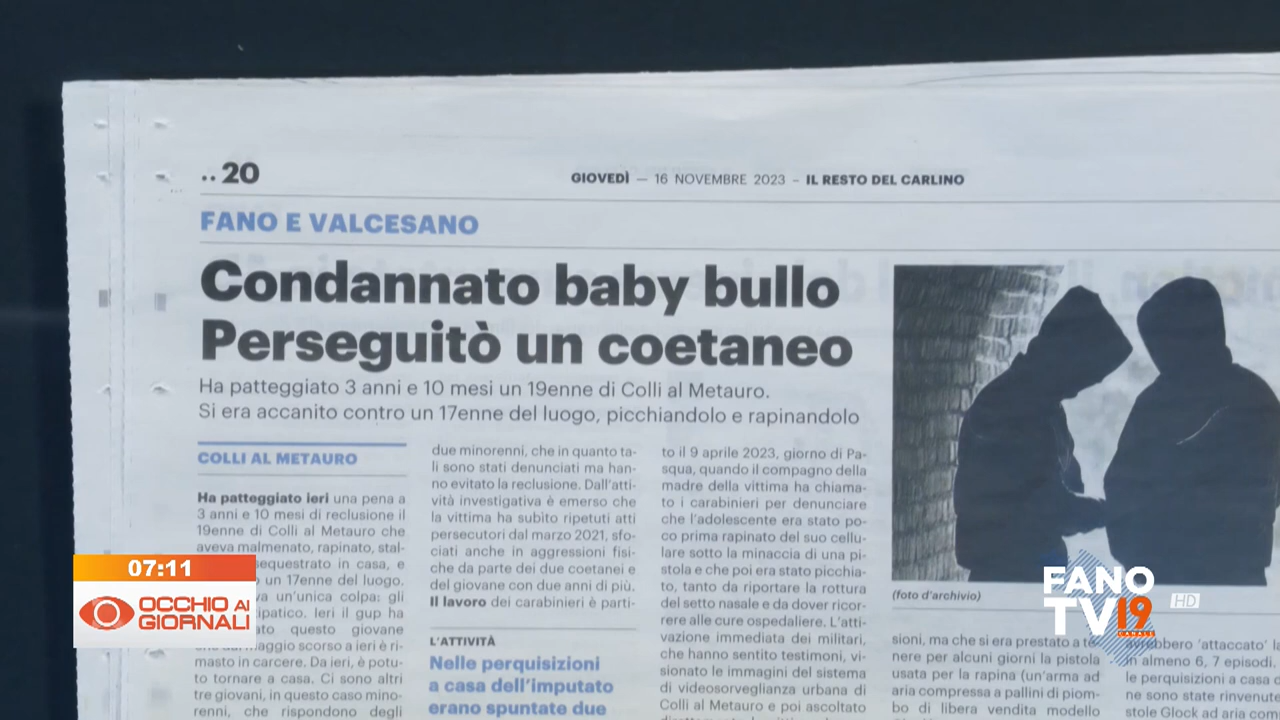 .. 20
GIOVEDÌ — 16 NOVEMBRE 2023 – IL RESTO DEL CARLINO
FANO E VALCESANO
Condannato baby bullo
Perseguitò un coetaneo
Ha patteggiato 3 anni e 10 mesi un 19enne di Colli al Metauro.
Si era accanito contro un 17enne del luogo, picchiandolo e rapinandolo
COLLI AL METAURO
Ha patteggiato ieri una pena a
3 anni e 10 mesi di reclusione il
19enne di Colli al Metauro che
aveva malmenato, rapinato, stal-
sequestrato in casa, e
un 17enne del luogo.
un'unica colpa: gli
Ieri il gup ha
questo giovane
scorso a ieri è ri-
masto in carcere. Da ieri, è potu-
to tornare a casa. Ci sono altri
tre giovani, in questo caso mino-
renni, che rispondono degli
due minorenni, che in quanto ta-
li sono stati denunciati ma han-
no evitato la reclusione. Dall'atti-
vità investigativa è emerso che
la vittima ha subito ripetuti atti
persecutori dal marzo 2021, sfo-
ciati anche in aggressioni fisi-
che da parte dei due coetanei e
del giovane con due anni di più.
Il lavoro dei carabinieri è parti-
L'ATTIVITÀ
Nelle perquisizioni
a casa dell'imputato
erano spuntate due
to il 9 aprile 2023, giorno di Pa-
squa, quando il compagno della
madre della vittima ha chiama-
to i carabinieri per denunciare
che l'adolescente era stato po-
co prima rapinato del suo cellu-
lare sotto la minaccia di una pi-
stola e che poi era stato picchia-
to, tanto da riportare la rottura
del setto nasale e da dover ricor-
rere alle cure ospedaliere. L'atti-
vazione immediata dei militari,
che hanno sentito testimoni, vi-
sionato le immagini del sistema
di videosorveglianza urbana di
Colli al Metauro e poi ascoltato
(foto d'archivio)
sioni, ma che si era prestato a te-
nere per alcuni giorni la pistola
usata per la rapina (un'arma ad
aria compressa a pallini di piom-
bo di libera vendita modello
'attaccato' la
in almeno 6, 7 episodi.
le perquisizioni a casa d
ne sono state rinvenute
stole Glock ad aria com
07:11
OCCHIO AI
GIORNALI
FANO
TV 19
CANALE
HD